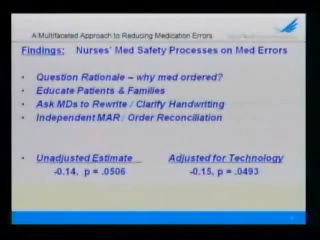 A Multifaceted Approach to Reducing Medication Errors
Findings: Nurses' Med Safety Processes on Med Errors
• Question Rationale – why med ordered?
• Educate Patients & Families
• Ask MDs to Rewrite / Clarify Handwriting
• Independent MAR / Order Reconciliation
• Unadjusted Estimate Adjusted for Technology
-0.14, p = .0506 -0.15, p = .0493